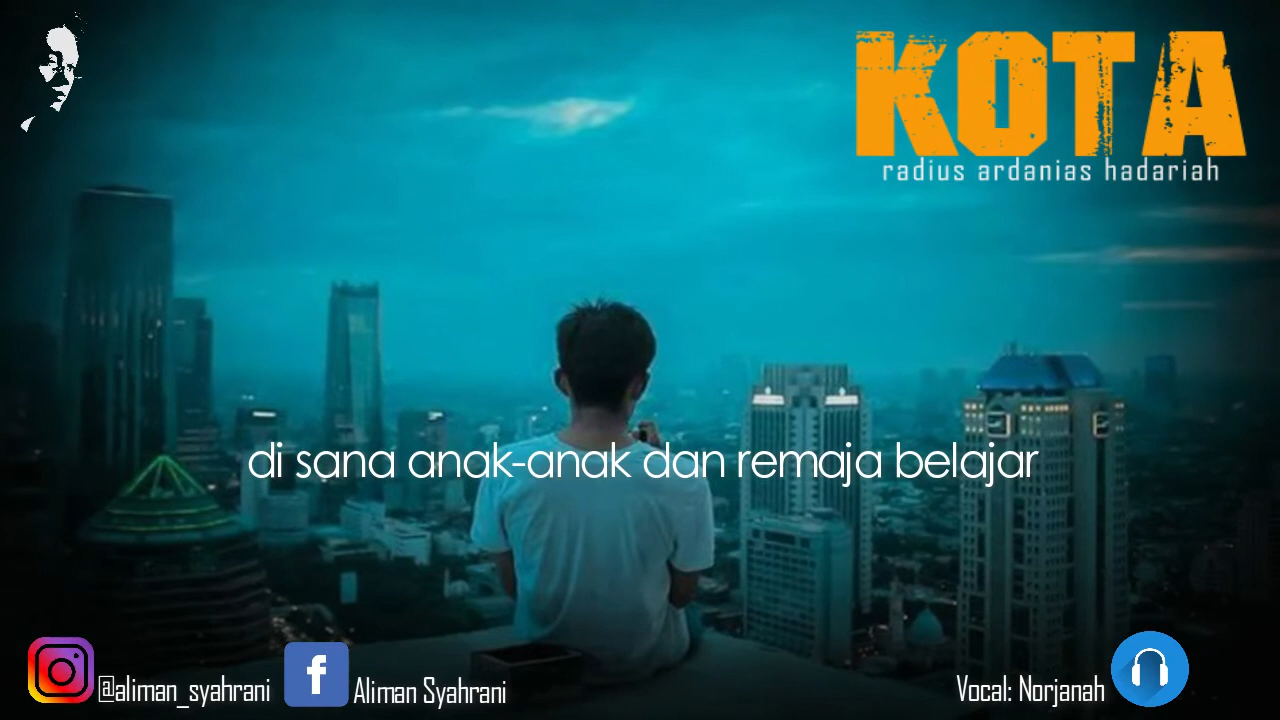 KOTA
radius ardanias hadariah
di sana anak-anak dan remaja belajar
@aliman_syahrani
Aliman Syahrani
Vocal: Norjanah